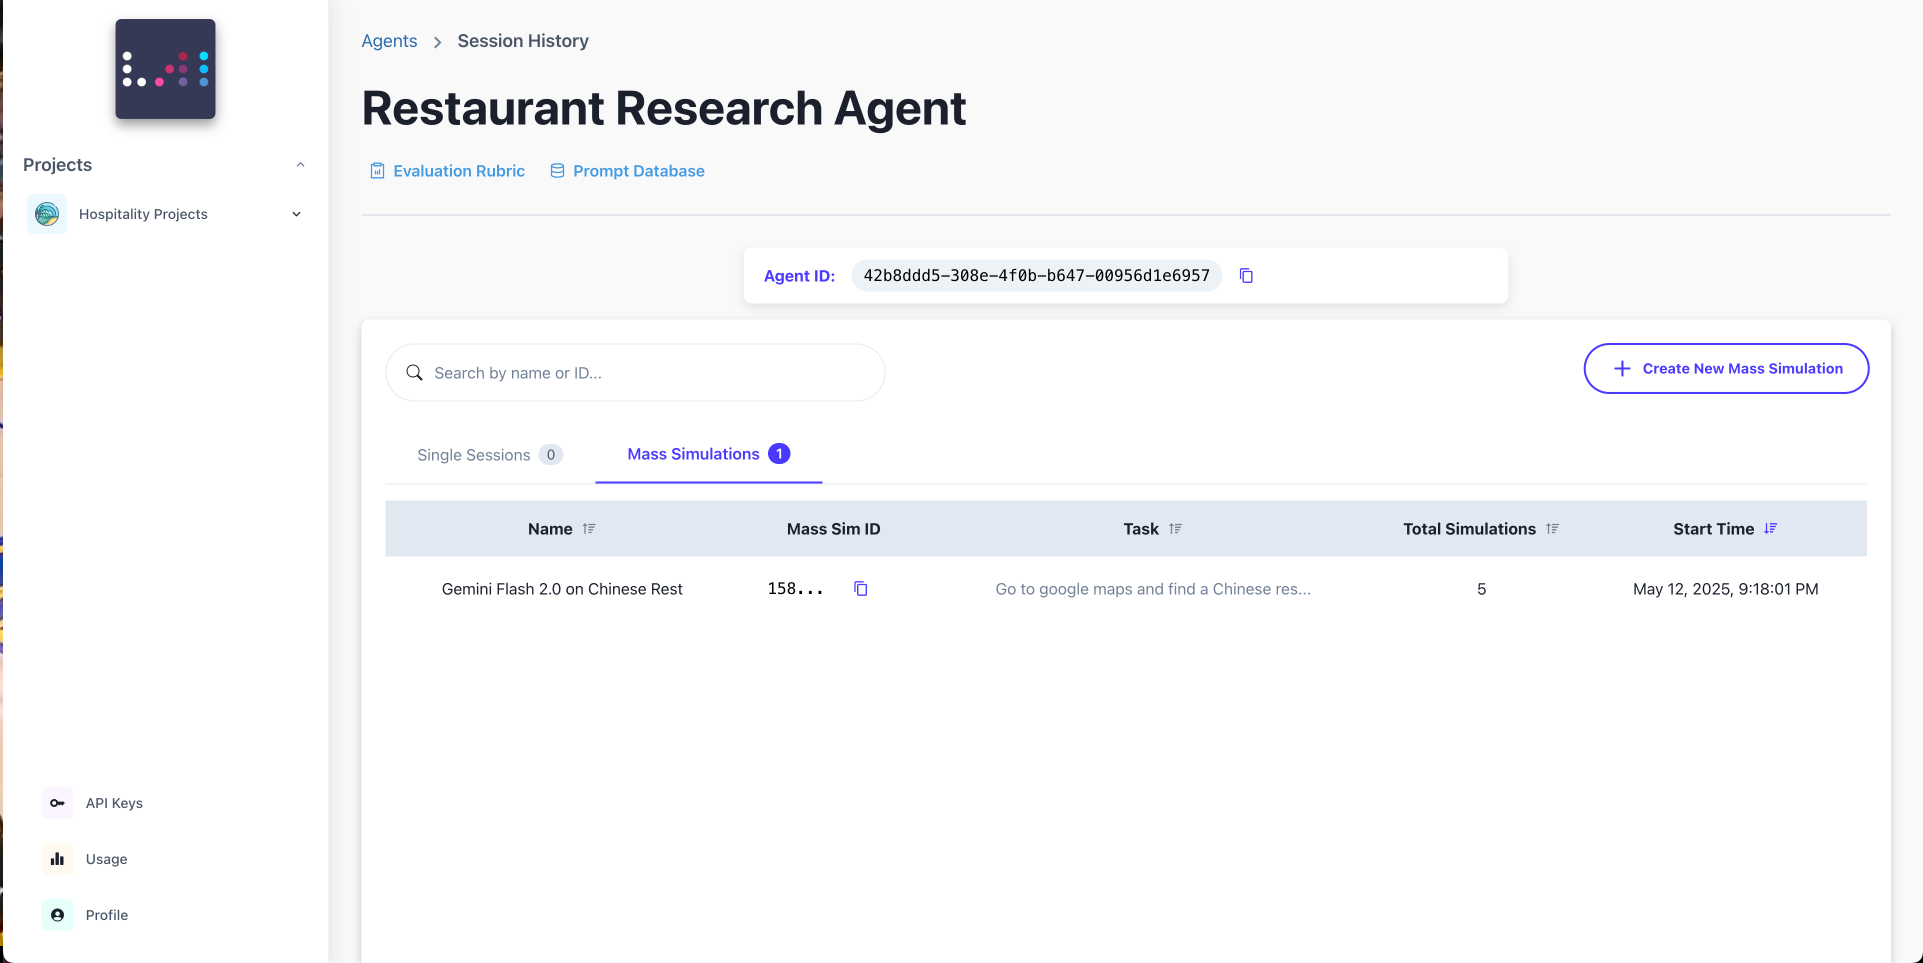 Agents > Session History
Restaurant Research Agent
Evaluation Rubric Prompt Database
Projects
Hospitality Projects
Agent ID: 42b8ddd5-308e-4f0b-b647-00956d1e6957
Search by name or ID...
Create New Mass Simulation
Single Sessions 0 Mass Simulations 1
Name Mass Sim ID Task Total Simulations Start Time
Gemini Flash 2.0 on Chinese Rest 158... Go to google maps and find a Chinese res... 5 May 12, 2025, 9:18:01 PM
API Keys
Usage
Profile